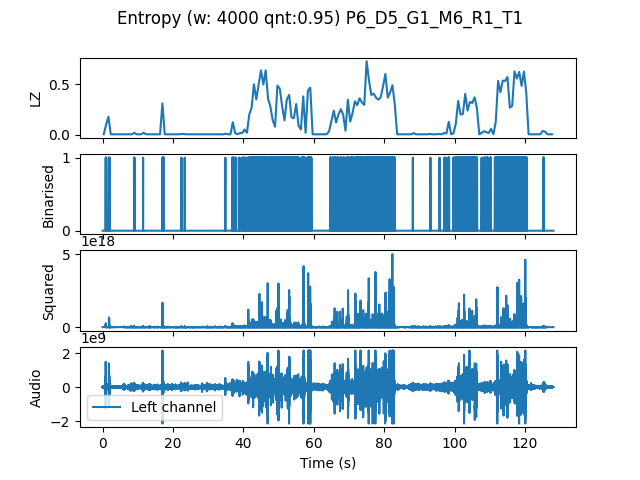 Entropy (w: 4000 qnt:0.95) P6_D5_G1_M6_R1_T1
LZ
0.5
0.0
Binarised
1
0
1e18
Squared
5
0
1e9
Audio
2
0
−2
Left channel
0 20 40 60 80 100 120
Time (s)